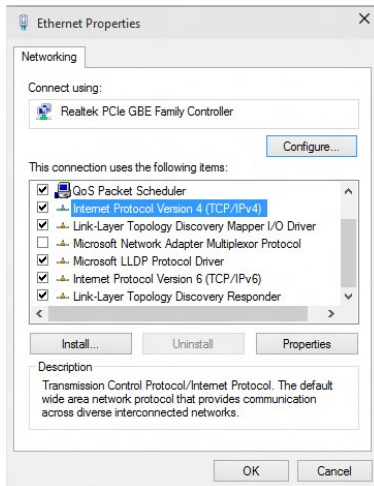 Ethernet Properties
Networking
Connect using:
Realtek PCIe GBE Family Controller
Configure...
This connection uses the following items:
QoS Packet Scheduler
Internet Protocol Version 4 (TCP/IPv4)
Link-Layer Topology Discovery Mapper I/O Driver
Microsoft Network Adapter Multiplexor Protocol
Microsoft LLDP Protocol Driver
Internet Protocol Version 6 (TCP/IPv6)
Link-Layer Topology Discovery Responder
Install... Uninstall Properties
Description
Transmission Control Protocol/Internet Protocol. The default
wide area network protocol that provides communication
across diverse interconnected networks.
OK Cancel